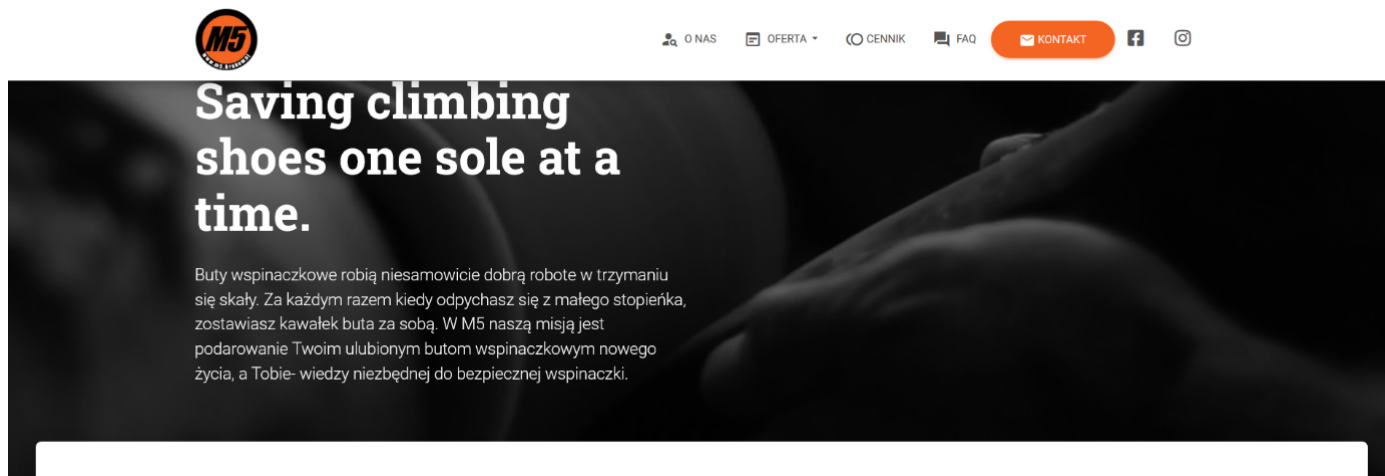 M5
O NAS
OFERTA
CENNIK
FAQ
KONTAKT
Saving climbing
shoes one sole at a
time.
Buty wspinaczkowe robią niesamowicie dobrą robote w trzymaniu
się skały. Za każdym razem kiedy odpychasz się z małego stopieńka,
zostawiasz kawałek buta za sobą. W M5 naszą misją jest
podarowanie Twoim ulubionym butom wspinaczkowym nowego
życia, a Tobie- wiedzy niezbędnej do bezpiecznej wspinaczki.